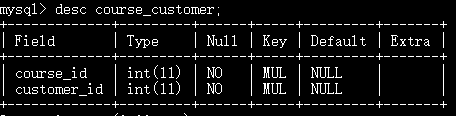 mysql> desc course_customer;
+-------------+---------+------+-----+---------+-------+
| Field       | Type    | Null | Key | Default | Extra |
+-------------+---------+------+-----+---------+-------+
| course_id   | int(11) | NO   | MUL | NULL    |       |
| customer_id | int(11) | NO   | MUL | NULL    |       |
+-------------+---------+------+-----+---------+-------+